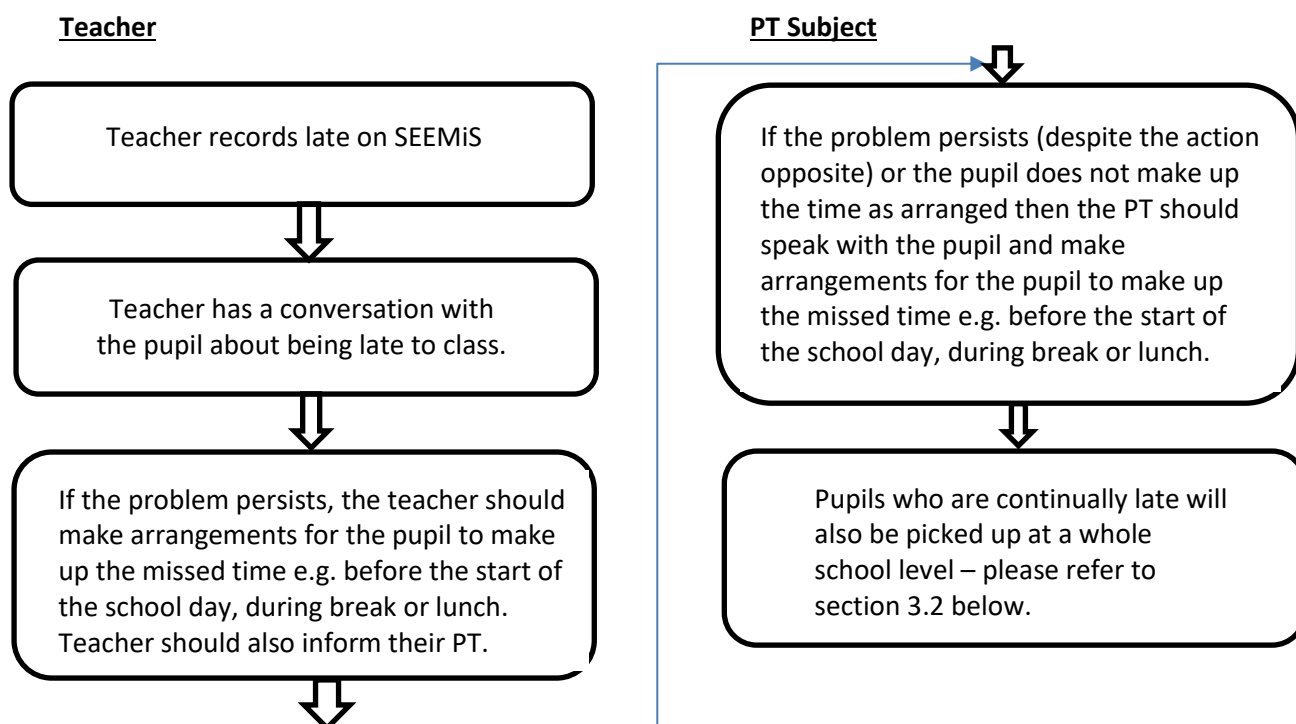 Teacher
Teacher records late on SEEMiS
Teacher has a conversation with
the pupil about being late to class.
If the problem persists, the teacher should
make arrangements for the pupil to make
up the missed time e.g. before the start of
the school day, during break or lunch.
Teacher should also inform their PT.
PT Subject
If the problem persists (despite the action
opposite) or the pupil does not make up
the time as arranged then the PT should
speak with the pupil and make
arrangements for the pupil to make up
the missed time e.g. before the start of
the school day, during break or lunch.
Pupils who are continually late will
also be picked up at a whole
school level – please refer to
section 3.2 below.